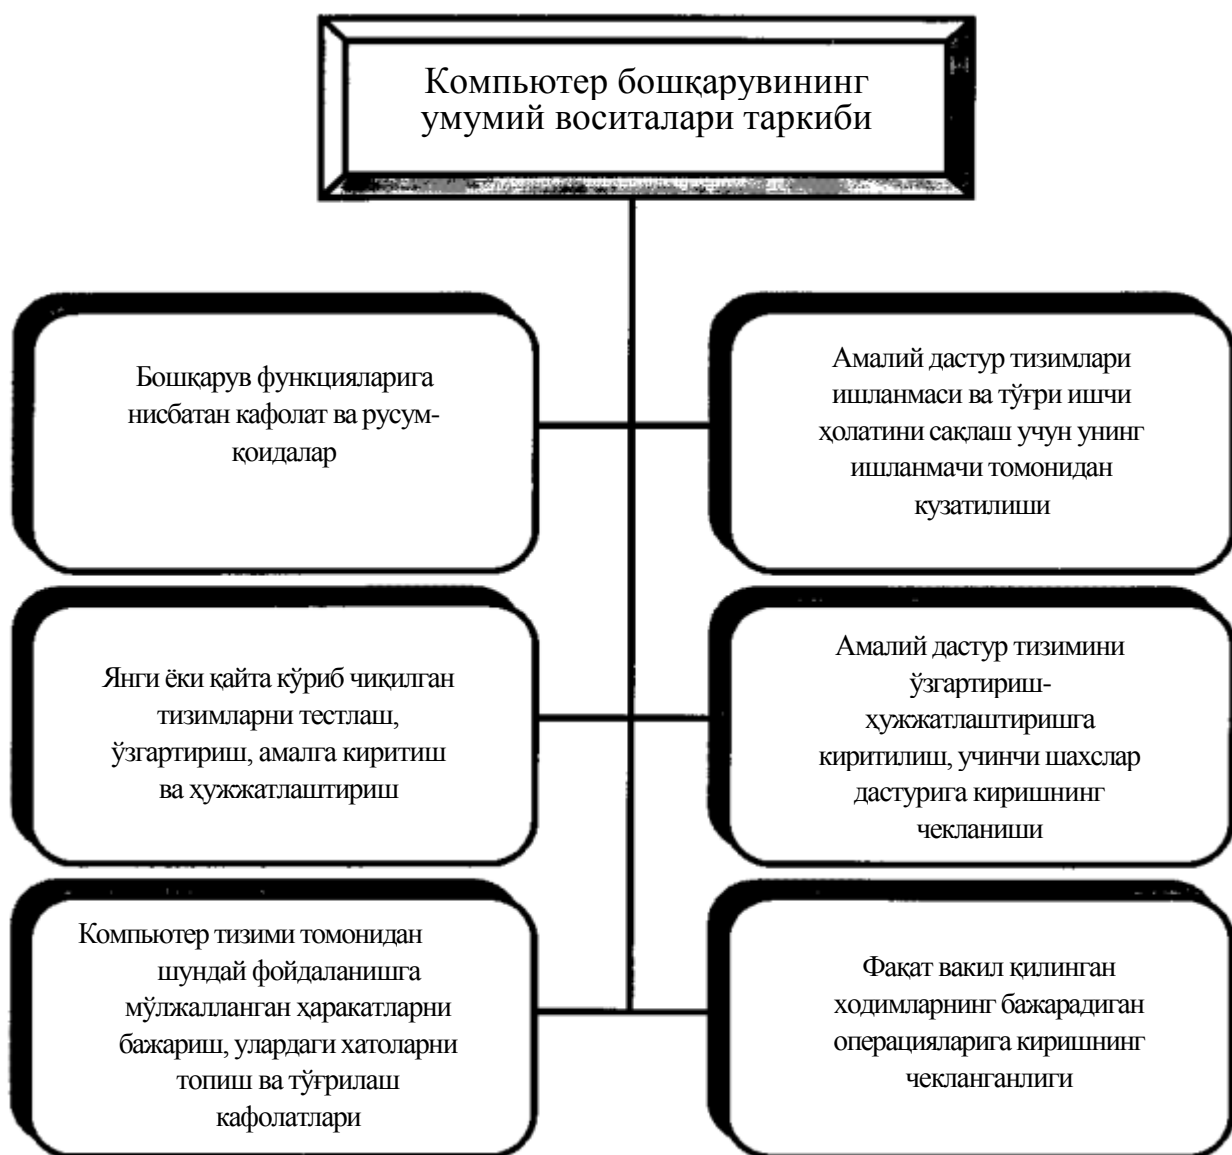 Компьютер бошқарувининг
умумий воситалари таркиби
Бошқарув функцияларига
нисбатан кафолат ва русум-
қоидалар
Амалий дастур тизимлари
ишланмаси ва тўғри ишчи
ҳолатини сақлаш учун унинг
ишланмачи томонидан
кузатилиши
Янги ёки қайта кўриб чиқилган
тизимларни тестлаш,
ўзгартириш, амалга киритиш
ва ҳужжатлаштириш
Амалий дастур тизимини
ўзгартириш-
ҳужжатлаштиришга
киритилиш, учинчи шахслар
дастурига киришнинг
чекланиши
Компьютер тизими томонидан
шундай фойдаланишга
мўлжалланган ҳаракатларни
бажариш, улардаги хатоларни
топиш ва тўғрилаш
кафолатлари
Фақат вакил қилинган
ходимларнинг бажарадиган
операцияларига киришнинг
чекланганлиги